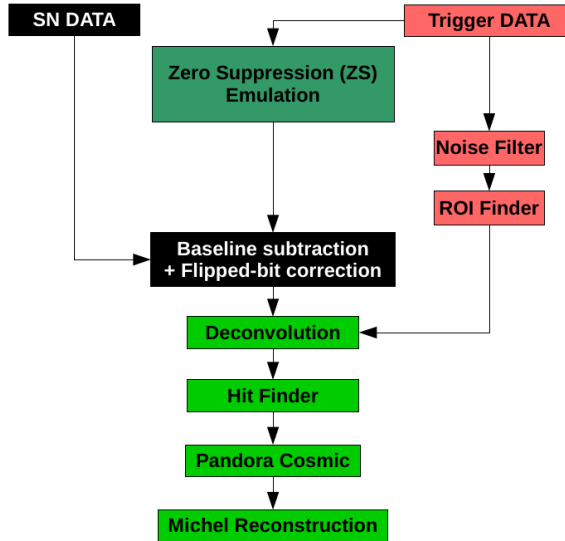 SN DATA
Trigger DATA
Zero Suppression (ZS)
Emulation
Noise Filter
ROI Finder
Baseline subtraction
+ Flipped-bit correction
Deconvolution
Hit Finder
Pandora Cosmic
Michel Reconstruction